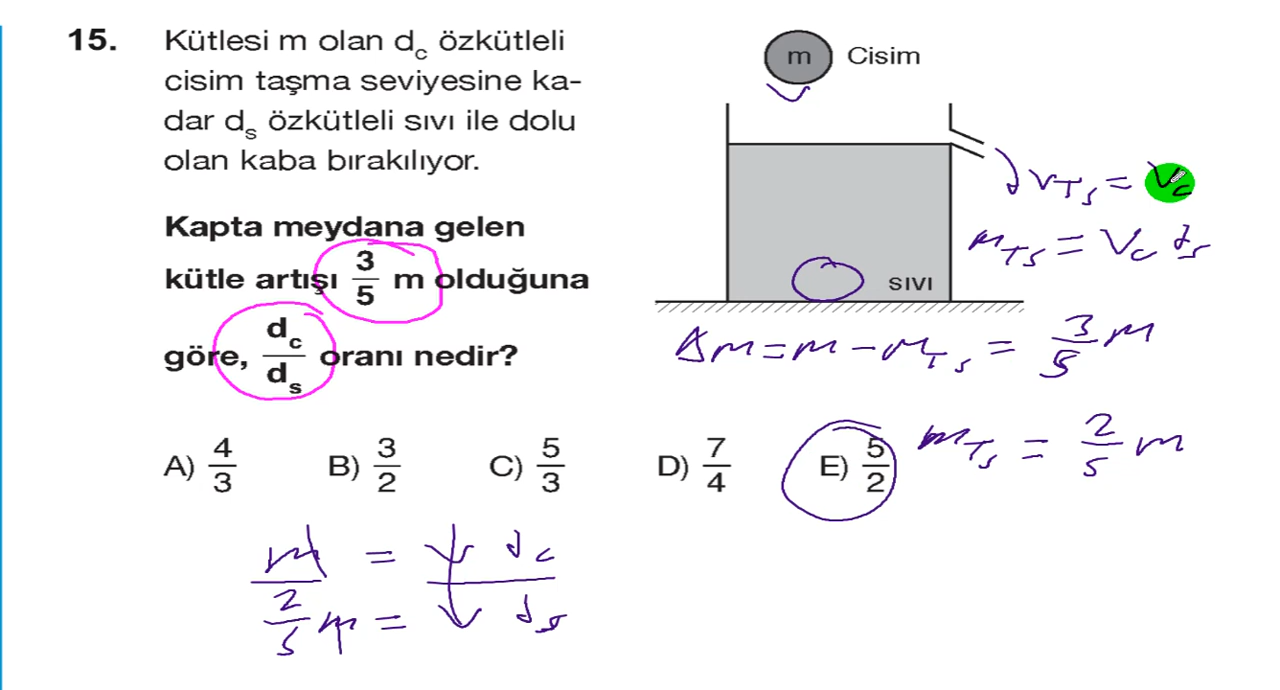 15. Kütlesi m olan d_c özkütleli
cisim taşma seviyesine ka-
dar d_s özkütleli sıvı ile dolu
olan kaba bırakılıyor.
Kapta meydana gelen
kütle artışı 3/5 m olduğuna
göre, d_c/d_s oranı nedir?
m Cisim
sıvı
V_Ts = V_c
m_Ts = V_c d_s
Δm = m - m_Ts = 3/5 m
m_Ts = 2/5 m
A) 4/3 B) 3/2 C) 5/3 D) 7/4 E) 5/2
m = V d_c
2/5 m = V d_s